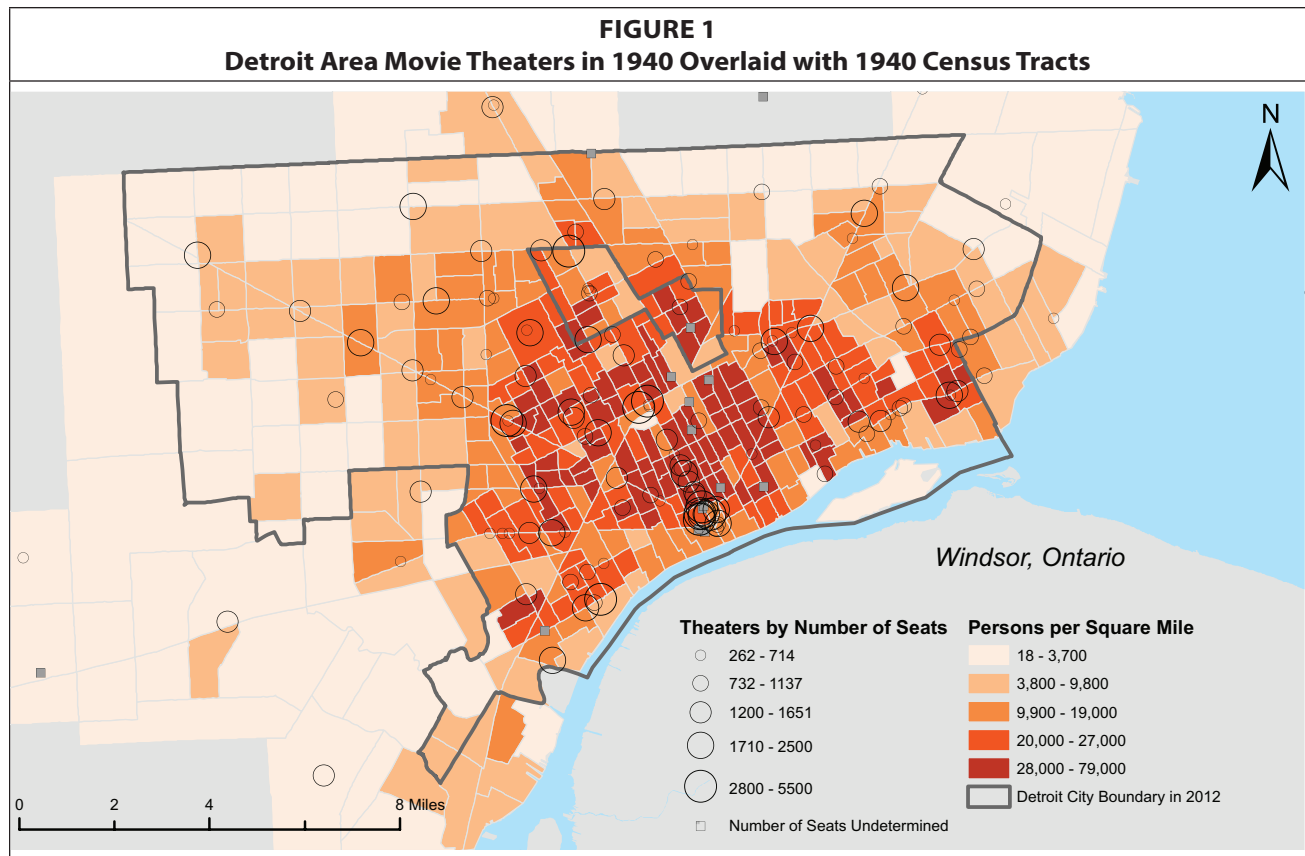 FIGURE 1
Detroit Area Movie Theaters in 1940 Overlaid with 1940 Census Tracts
N
Windsor, Ontario
Theaters by Number of Seats
262 - 714
732 - 1137
1200 - 1651
1710 - 2500
2800 - 5500
Number of Seats Undetermined
Persons per Square Mile
18 - 3,700
3,800 - 9,800
9,900 - 19,000
20,000 - 27,000
28,000 - 79,000
Detroit City Boundary in 2012
0 2 4 8 Miles